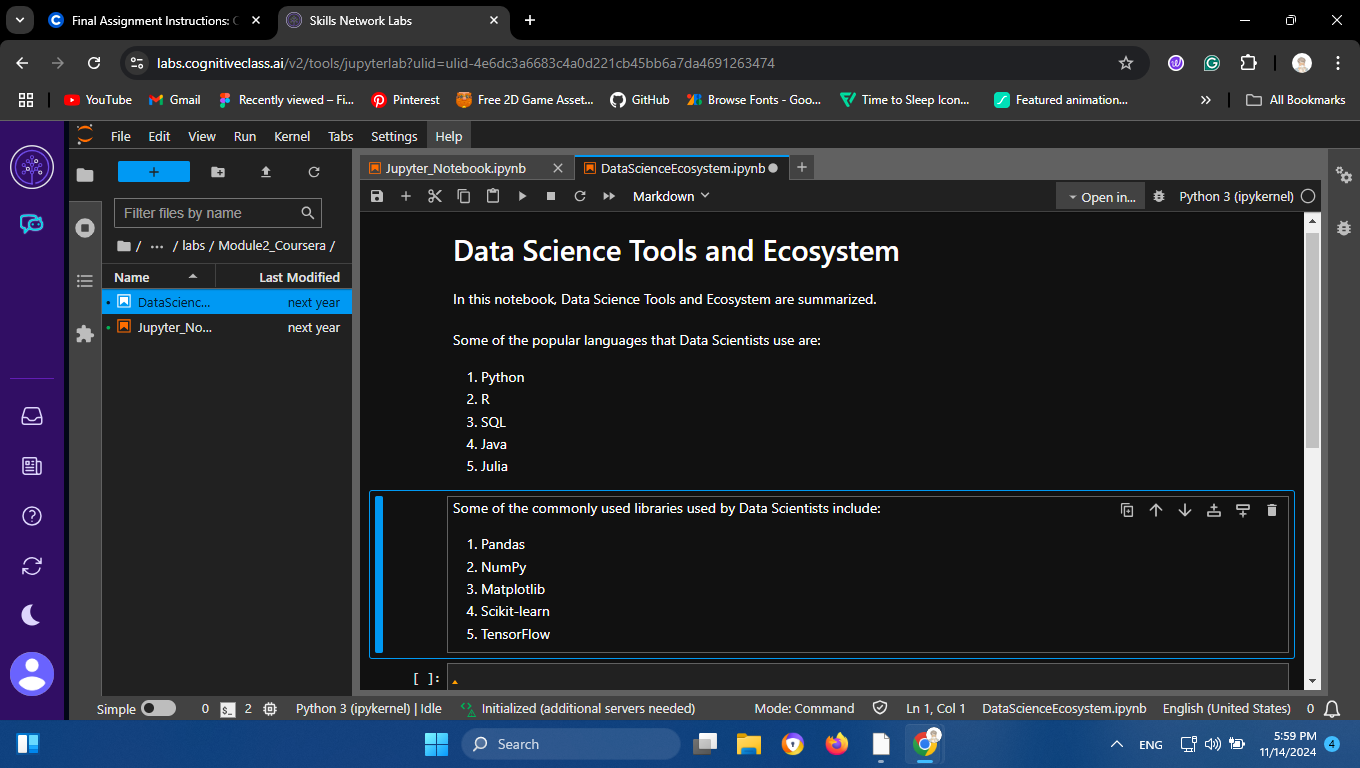 Final Assignment Instructions: C
Skills Network Labs
labs.cognitiveclass.ai/v2/tools/jupyterlab?ulid=ulid-4e6dc3a6683c4a0d221cb45bb6a7da4691263474
YouTube Gmail Recently viewed – Fi... Pinterest Free 2D Game Asset... GitHub Browse Fonts - Goo... Time to Sleep Icon... Featured animation... » All Bookmarks
File Edit View Run Kernel Tabs Settings Help
Jupyter_Notebook.ipynb DataScienceEcosystem.ipynb
Markdown Open in... Python 3 (ipykernel)
Filter files by name
/ ... / labs / Module2_Coursera /
Name Last Modified
DataScienc... next year
Jupyter_No... next year
Data Science Tools and Ecosystem
In this notebook, Data Science Tools and Ecosystem are summarized.
Some of the popular languages that Data Scientists use are:
1. Python
2. R
3. SQL
4. Java
5. Julia
Some of the commonly used libraries used by Data Scientists include:
1. Pandas
2. NumPy
3. Matplotlib
4. Scikit-learn
5. TensorFlow
[ ]:
Simple 0 $_ 2 Python 3 (ipykernel) | Idle Initialized (additional servers needed) Mode: Command Ln 1, Col 1 DataScienceEcosystem.ipynb English (United States) 0
Search
ENG
5:59 PM
11/14/2024
4